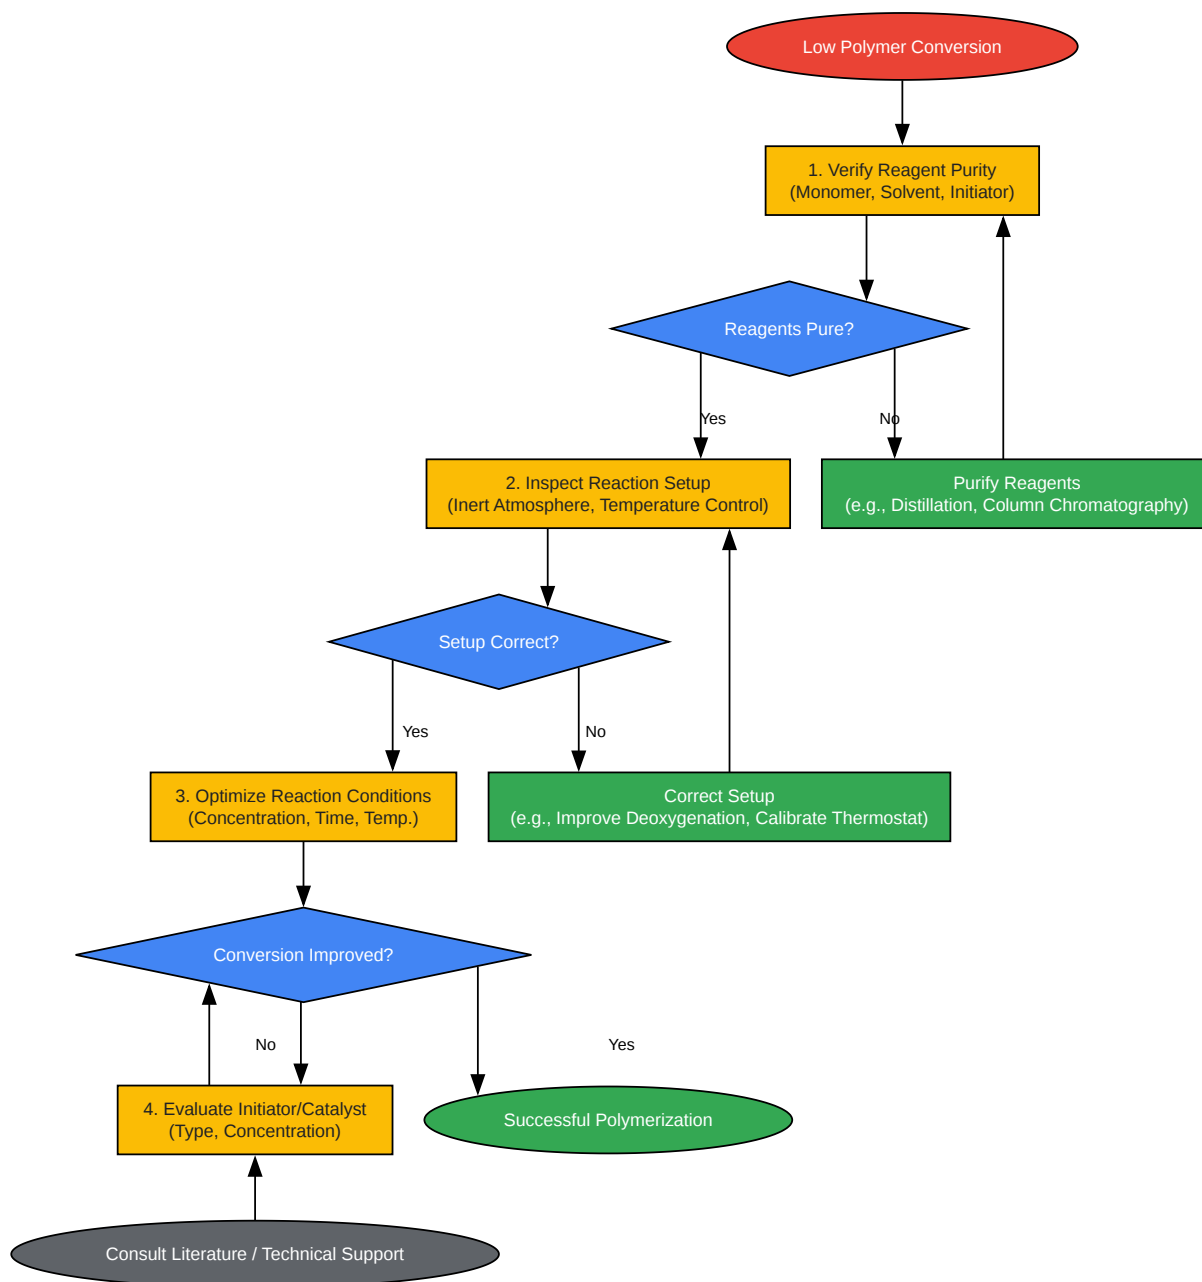 Low Polymer Conversion
1. Verify Reagent Purity
(Monomer, Solvent, Initiator)
Reagents Pure?
Yes
No
2. Inspect Reaction Setup
(Inert Atmosphere, Temperature Control)
Purify Reagents
(e.g., Distillation, Column Chromatography)
Setup Correct?
Yes
No
3. Optimize Reaction Conditions
(Concentration, Time, Temp.)
Correct Setup
(e.g., Improve Deoxygenation, Calibrate Thermostat)
Conversion Improved?
No
Yes
4. Evaluate Initiator/Catalyst
(Type, Concentration)
Successful Polymerization
Consult Literature / Technical Support